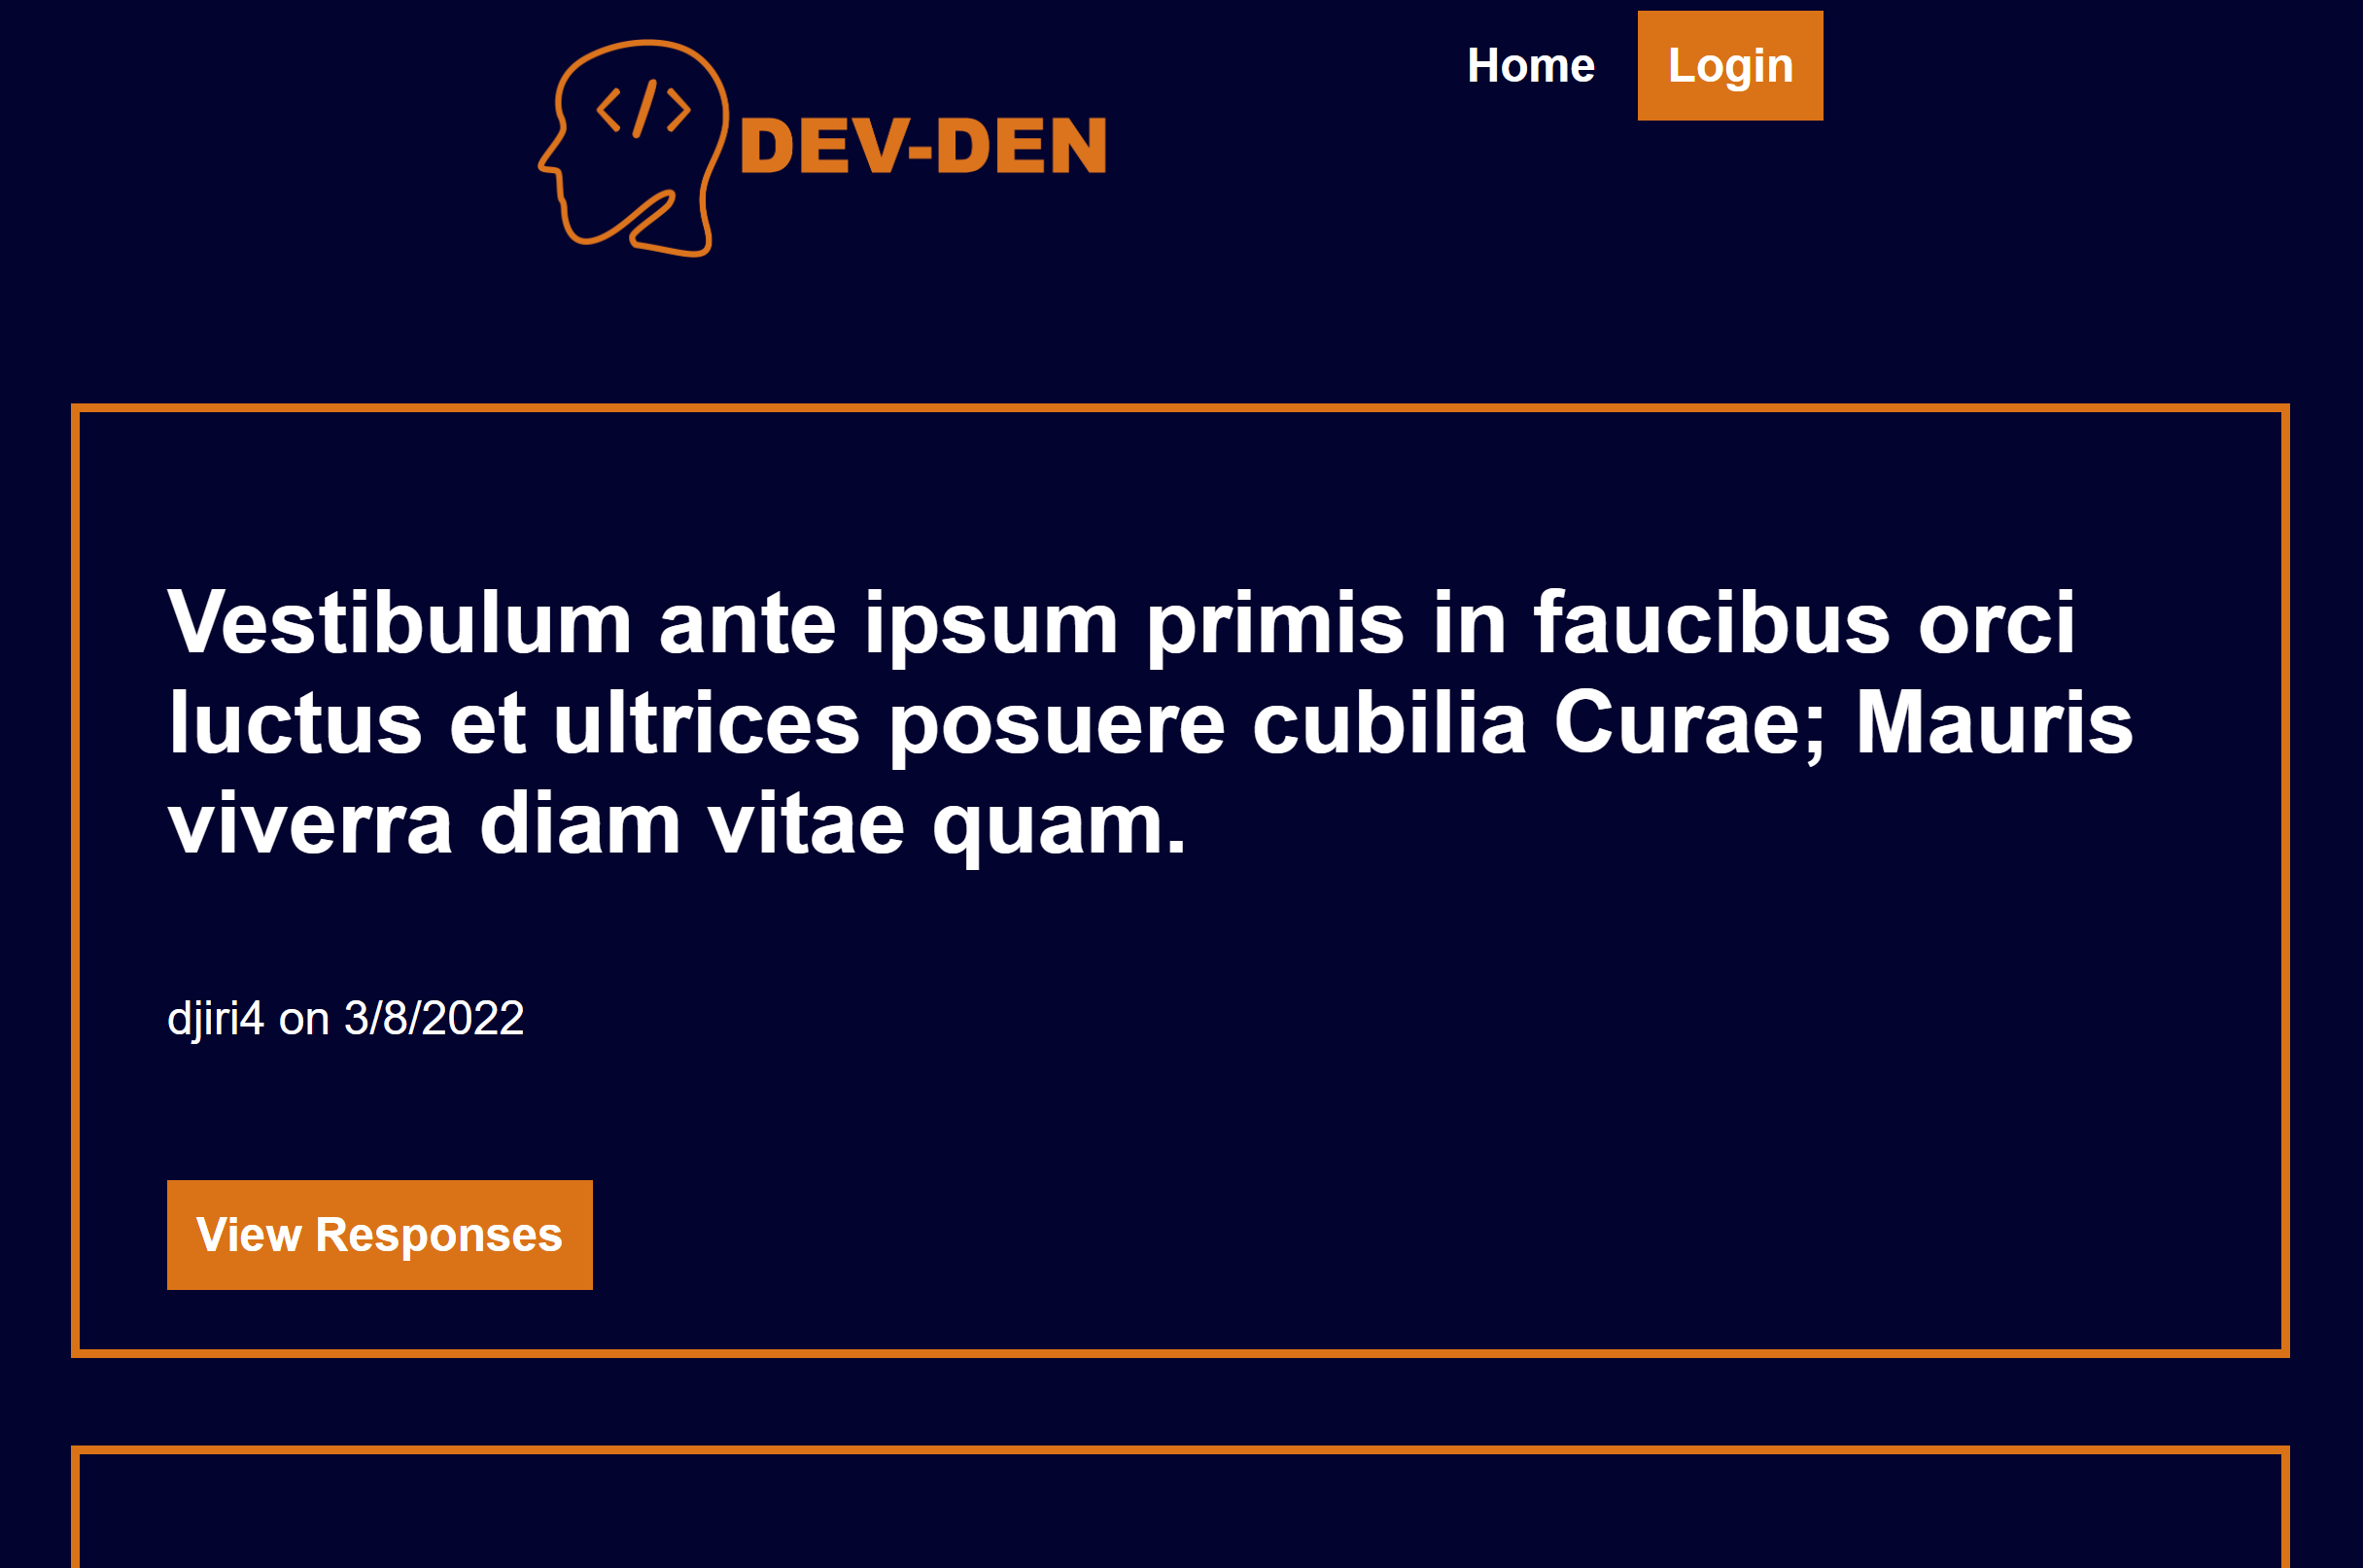 </>
DEV-DEN
Home
Login
Vestibulum ante ipsum primis in faucibus orci
luctus et ultrices posuere cubilia Curae; Mauris
viverra diam vitae quam.
djiri4 on 3/8/2022
View Responses